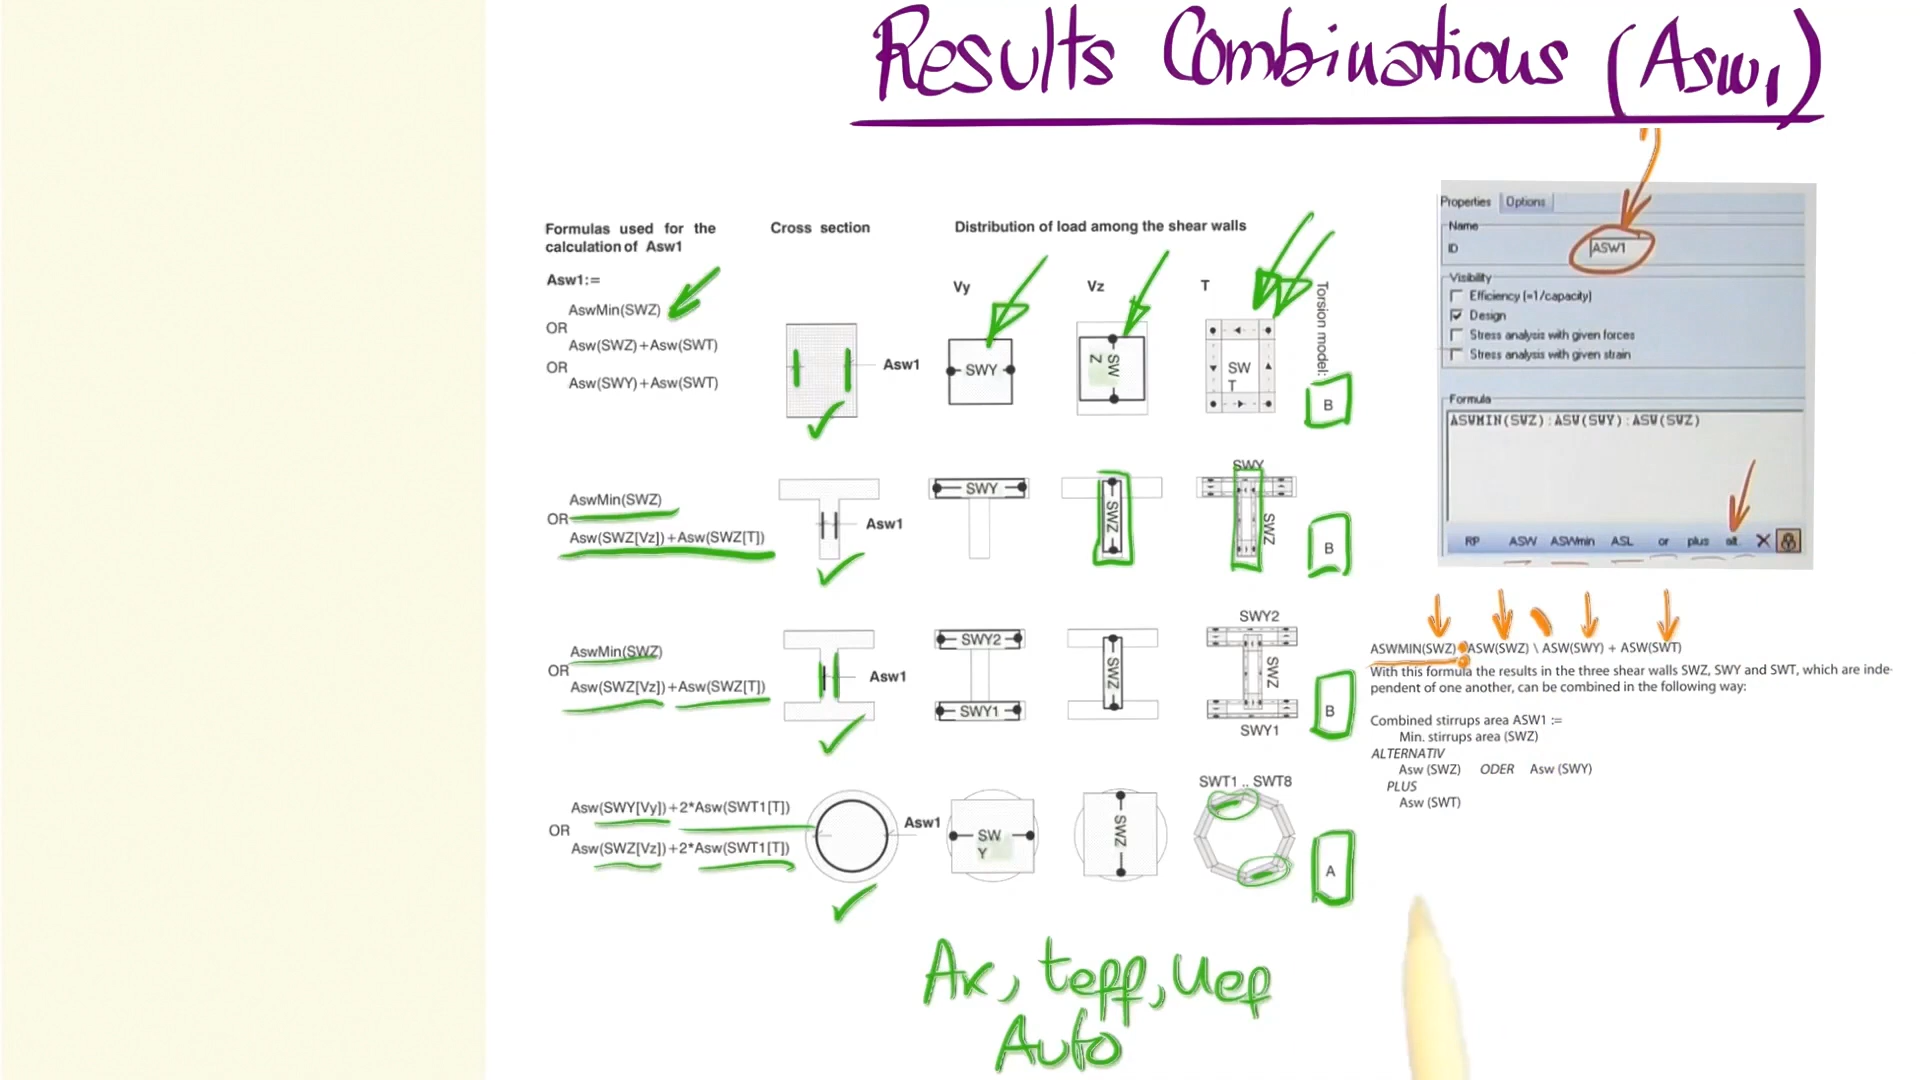 Results Combinations (Asw1)
Formulas used for the
calculation of Asw1
Cross section
Distribution of load among the shear walls
Asw1:=
AswMin(SWZ)
OR
Asw(SWZ)+Asw(SWT)
OR
Asw(SWY)+Asw(SWT)
Asw1
Vy
Vz
T
Torsion model:
SWY
SW
Z
SW
T
B
AswMin(SWZ)
OR
Asw(SWZ[Vz])+Asw(SWZ[T])
Asw1
SWY
SWZ
SWY
SWZ
B
AswMin(SWZ)
OR
Asw(SWZ[Vz])+Asw(SWZ[T])
Asw1
SWY2
SWY1
SWZ
SWY2
SWZ
SWY1
B
Asw(SWY[Vy])+2*Asw(SWT1[T])
OR
Asw(SWZ[Vz])+2*Asw(SWT1[T])
Asw1
SW
Y
SWZ
SWT1 .. SWT8
A
Ak, teff, Uef
Auto
Properties Options
Name
ID ASW1
Visibility
Efficiency (=1/capacity)
Design
Stress analysis with given forces
Stress analysis with given strain
Formula
ASWMIN(SWZ):ASW(SWY):ASW(SWZ)
RP ASW ASWmin ASL or plus alt.
ASWMIN(SWZ) : ASW(SWZ) \ ASW(SWY) + ASW(SWT)
With this formula the results in the three shear walls SWZ, SWY and SWT, which are inde-
pendent of one another, can be combined in the following way:
Combined stirrups area ASW1 :=
Min. stirrups area (SWZ)
ALTERNATIV
Asw (SWZ) ODER Asw (SWY)
PLUS
Asw (SWT)